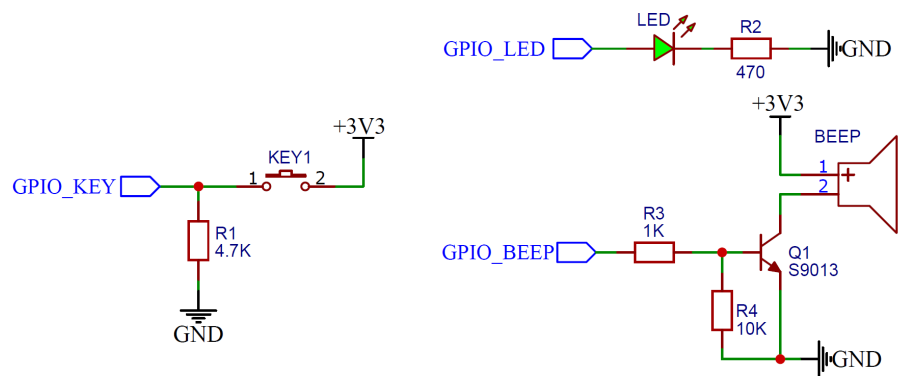 LED
GPIO_LED
R2
470
GND
+3V3
BEEP
1
2
+3V3
KEY1
GPIO_KEY
1
2
R1
4.7K
GND
R3
1K
GPIO_BEEP
Q1
S9013
R4
10K
GND